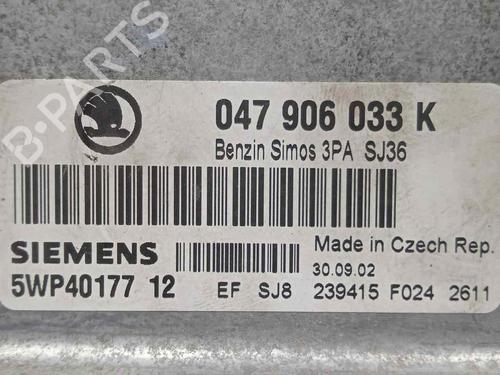 B-PARTS
047 906 033 K
Benzin Simos 3PA SJ36
SIEMENS
Made in Czech Rep.
30.09.02
5WP40177 12 EF SJ8 239415 F024 2611